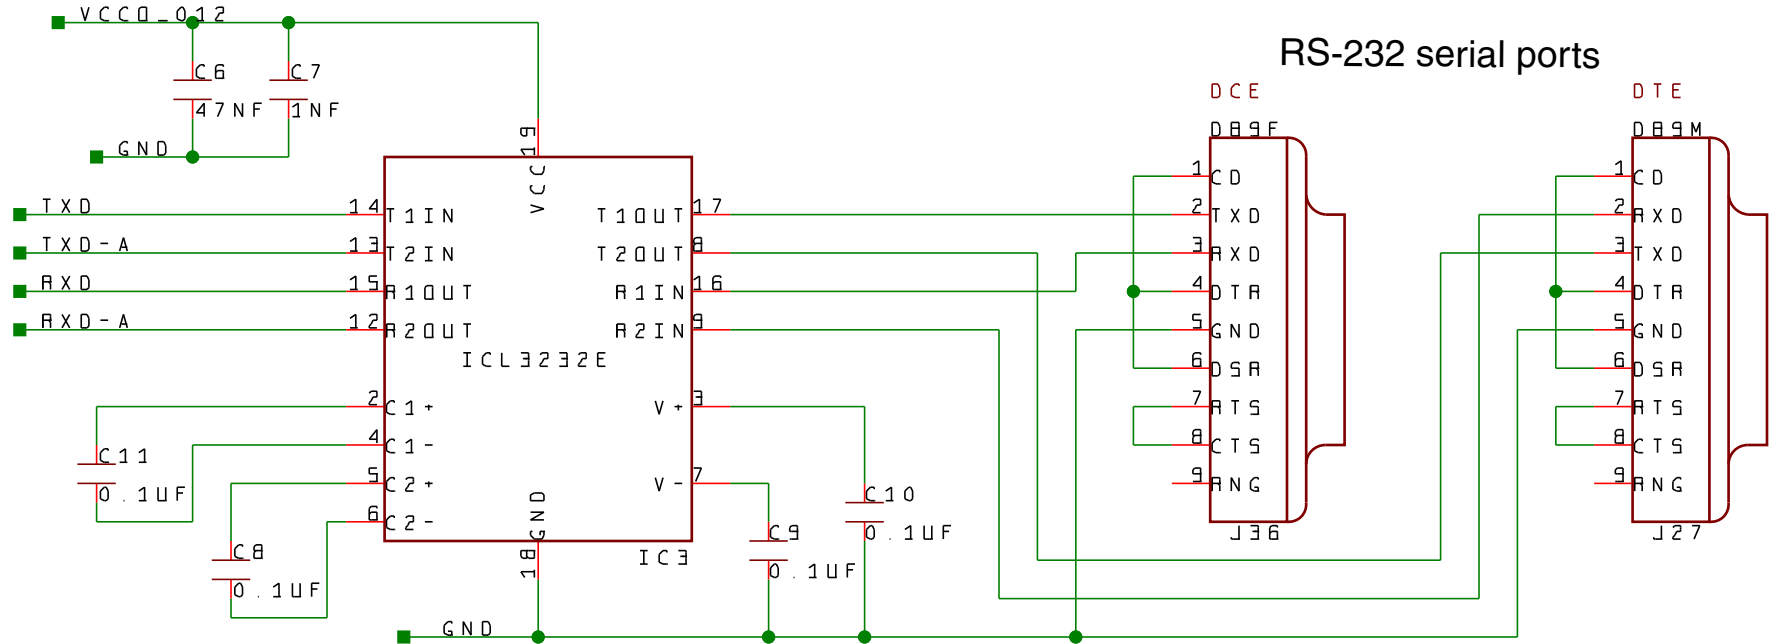 VCCO_012
RS-232 serial ports
C6
C7
DCE
DTE
47NF
1NF
DB9F
DB9M
19
GND
VCC
1 CD
1 CD
TXD
14 T1IN
T1OUT 17
2 TXD
2 RXD
TXD-A
13 T2IN
T2OUT 8
3 RXD
3 TXD
RXD
15 R1OUT
R1IN 16
4 DTR
4 DTR
RXD-A
12 R2OUT
R2IN 9
5 GND
5 GND
ICL3232E
6 DSR
6 DSR
2 C1+
V+ 3
7 RTS
7 RTS
4 C1-
8 CTS
8 CTS
C11
5 C2+
V- 7
9 RNG
9 RNG
0.1UF
C10
6 C2-
GND
C9
0.1UF
J36
J27
C8
18
IC3
0.1UF
0.1UF
GND